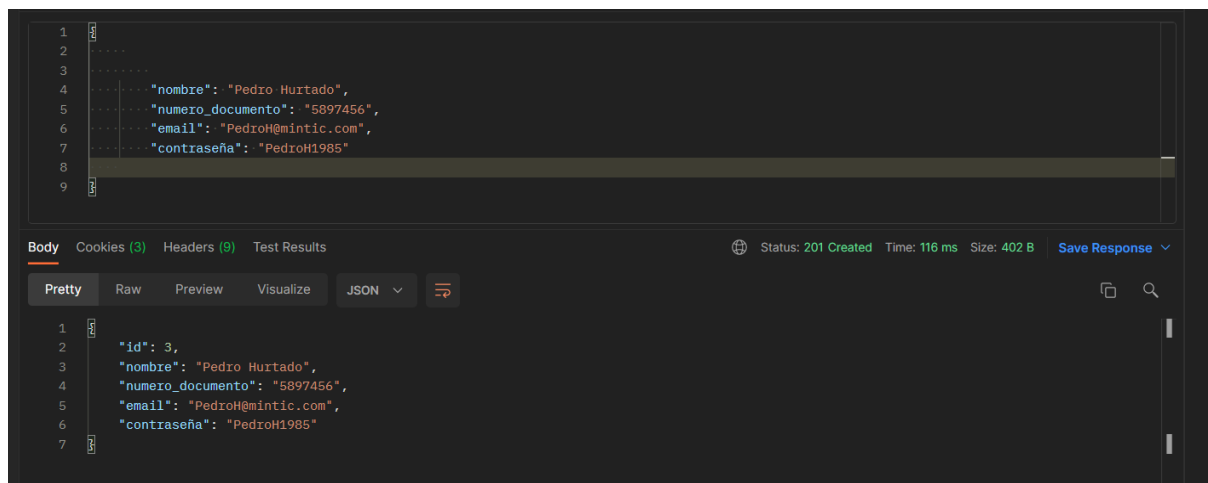 1 {
2
3
4 "nombre": "Pedro Hurtado",
5 "numero_documento": "5897456",
6 "email": "PedroH@mintic.com",
7 "contraseña": "PedroH1985"
8
9 }
Body Cookies (3) Headers (9) Test Results Status: 201 Created Time: 116 ms Size: 402 B Save Response
Pretty Raw Preview Visualize JSON
1 {
2 "id": 3,
3 "nombre": "Pedro Hurtado",
4 "numero_documento": "5897456",
5 "email": "PedroH@mintic.com",
6 "contraseña": "PedroH1985"
7 }